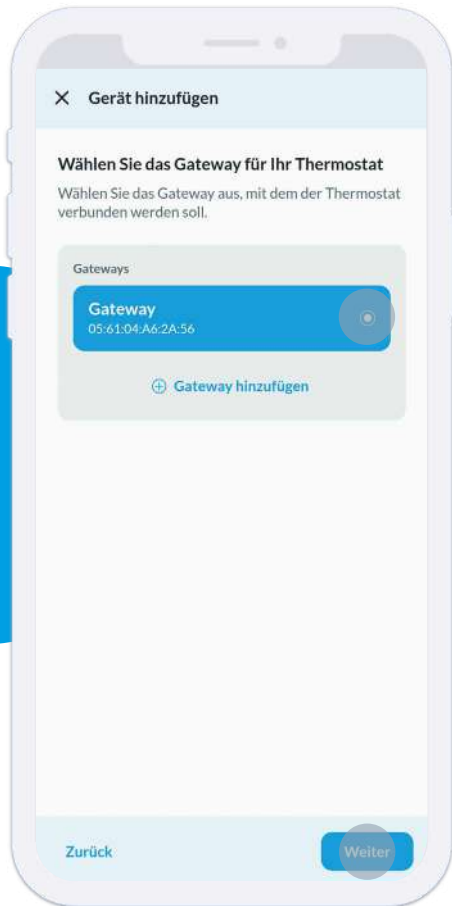 Gerät hinzufügen
Wählen Sie das Gateway für Ihr Thermostat
Wählen Sie das Gateway aus, mit dem der Thermostat
verbunden werden soll.
Gateways
Gateway
05:61:04:A6:2A:56
Gateway hinzufügen
Zurück
Weiter